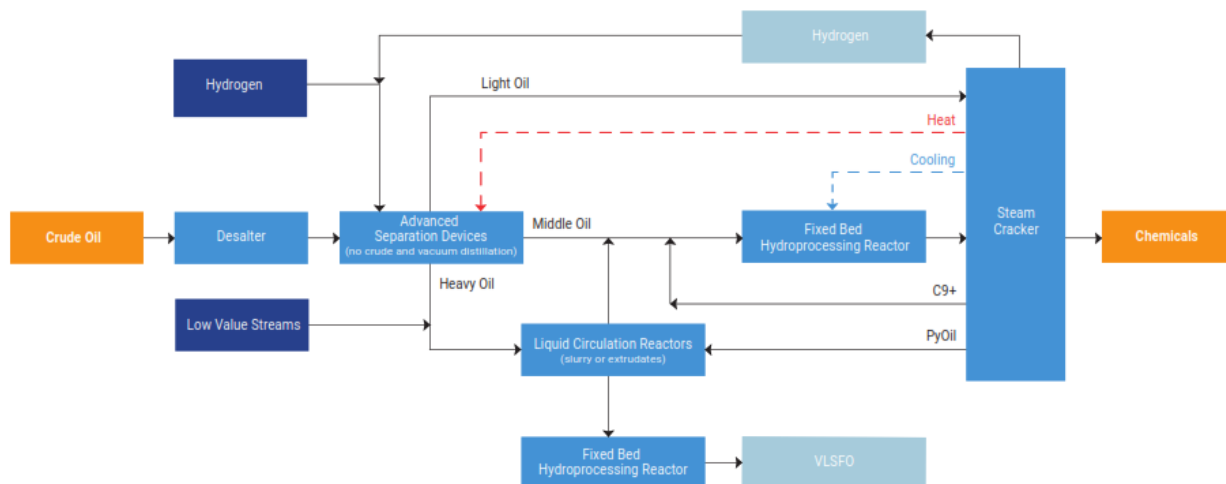 Hydrogen
Hydrogen
Light Oil
Heat
Cooling
Crude Oil
Desalter
Advanced
Separation Devices
(no crude and vacuum distillation)
Middle Oil
Fixed Bed
Hydroprocessing Reactor
Steam
Cracker
Chemicals
Heavy Oil
C9+
Low Value Streams
Liquid Circulation Reactors
(slurry or extrudates)
PyOil
Fixed Bed
Hydroprocessing Reactor
VLSFO